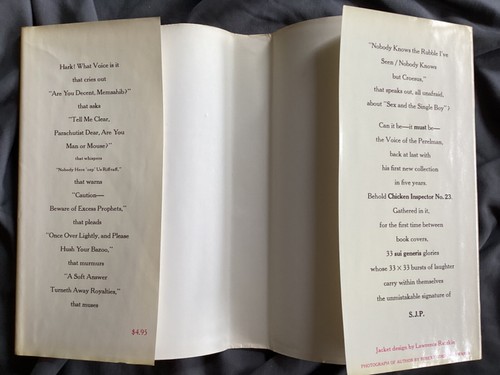 Hark! What Voice is it
that cries out
"Are You Decent, Memsahib?"
that asks
"Tell Me Clear,
Parachutist Dear, Are You
Man or Mouse?"
that whispers
that warns
"Caution—
Beware of Excess Prophets,"
that pleads
"Once Over Lightly, and Please
Hush Your Bazoo,"
that murmurs
"A Soft Answer
Turneth Away Royalties,"
that muses
$4.95
"Nobody Knows the Rubble I've
Seen / Nobody Knows
but Croesus,"
that speaks out, all unafraid,
about "Sex and the Single Boy"?
Can it be—it must be—
the Voice of the Perelman,
back at last with
his first new collection
in five years.
Behold Chicken Inspector No. 23.
Gathered in it,
for the first time between
book covers,
33 sui generis glories
whose 33 × 33 bursts of laughter
carry within themselves
the unmistakable signature of
S.J.P.
Jacket design by Lawrence
PHOTOGRAPH OF AUTHOR BY